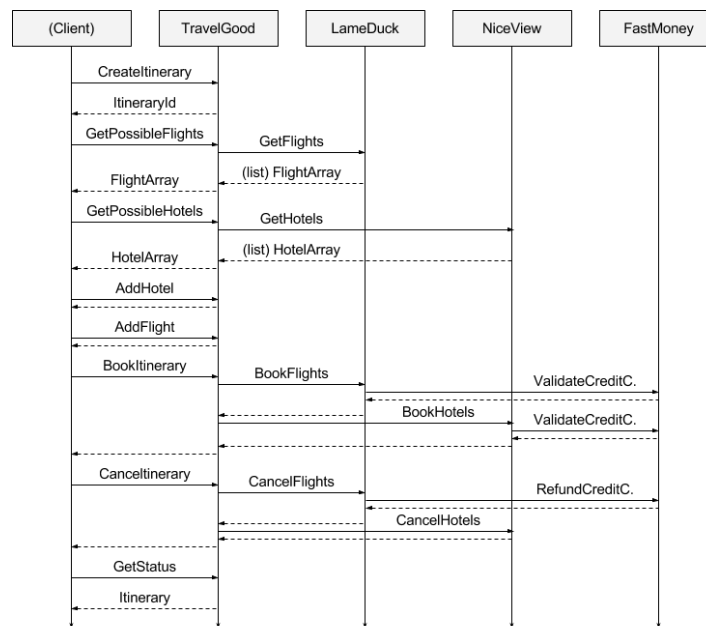 (Client) TravelGood LameDuck NiceView FastMoney
CreateItinerary
ItineraryId
GetPossibleFlights GetFlights
FlightArray (list) FlightArray
GetPossibleHotels GetHotels
HotelArray (list) HotelArray
AddHotel
AddFlight
BookItinerary BookFlights ValidateCreditC.
BookHotels ValidateCreditC.
Canceltinerary CancelFlights RefundCreditC.
CancelHotels
GetStatus
Itinerary